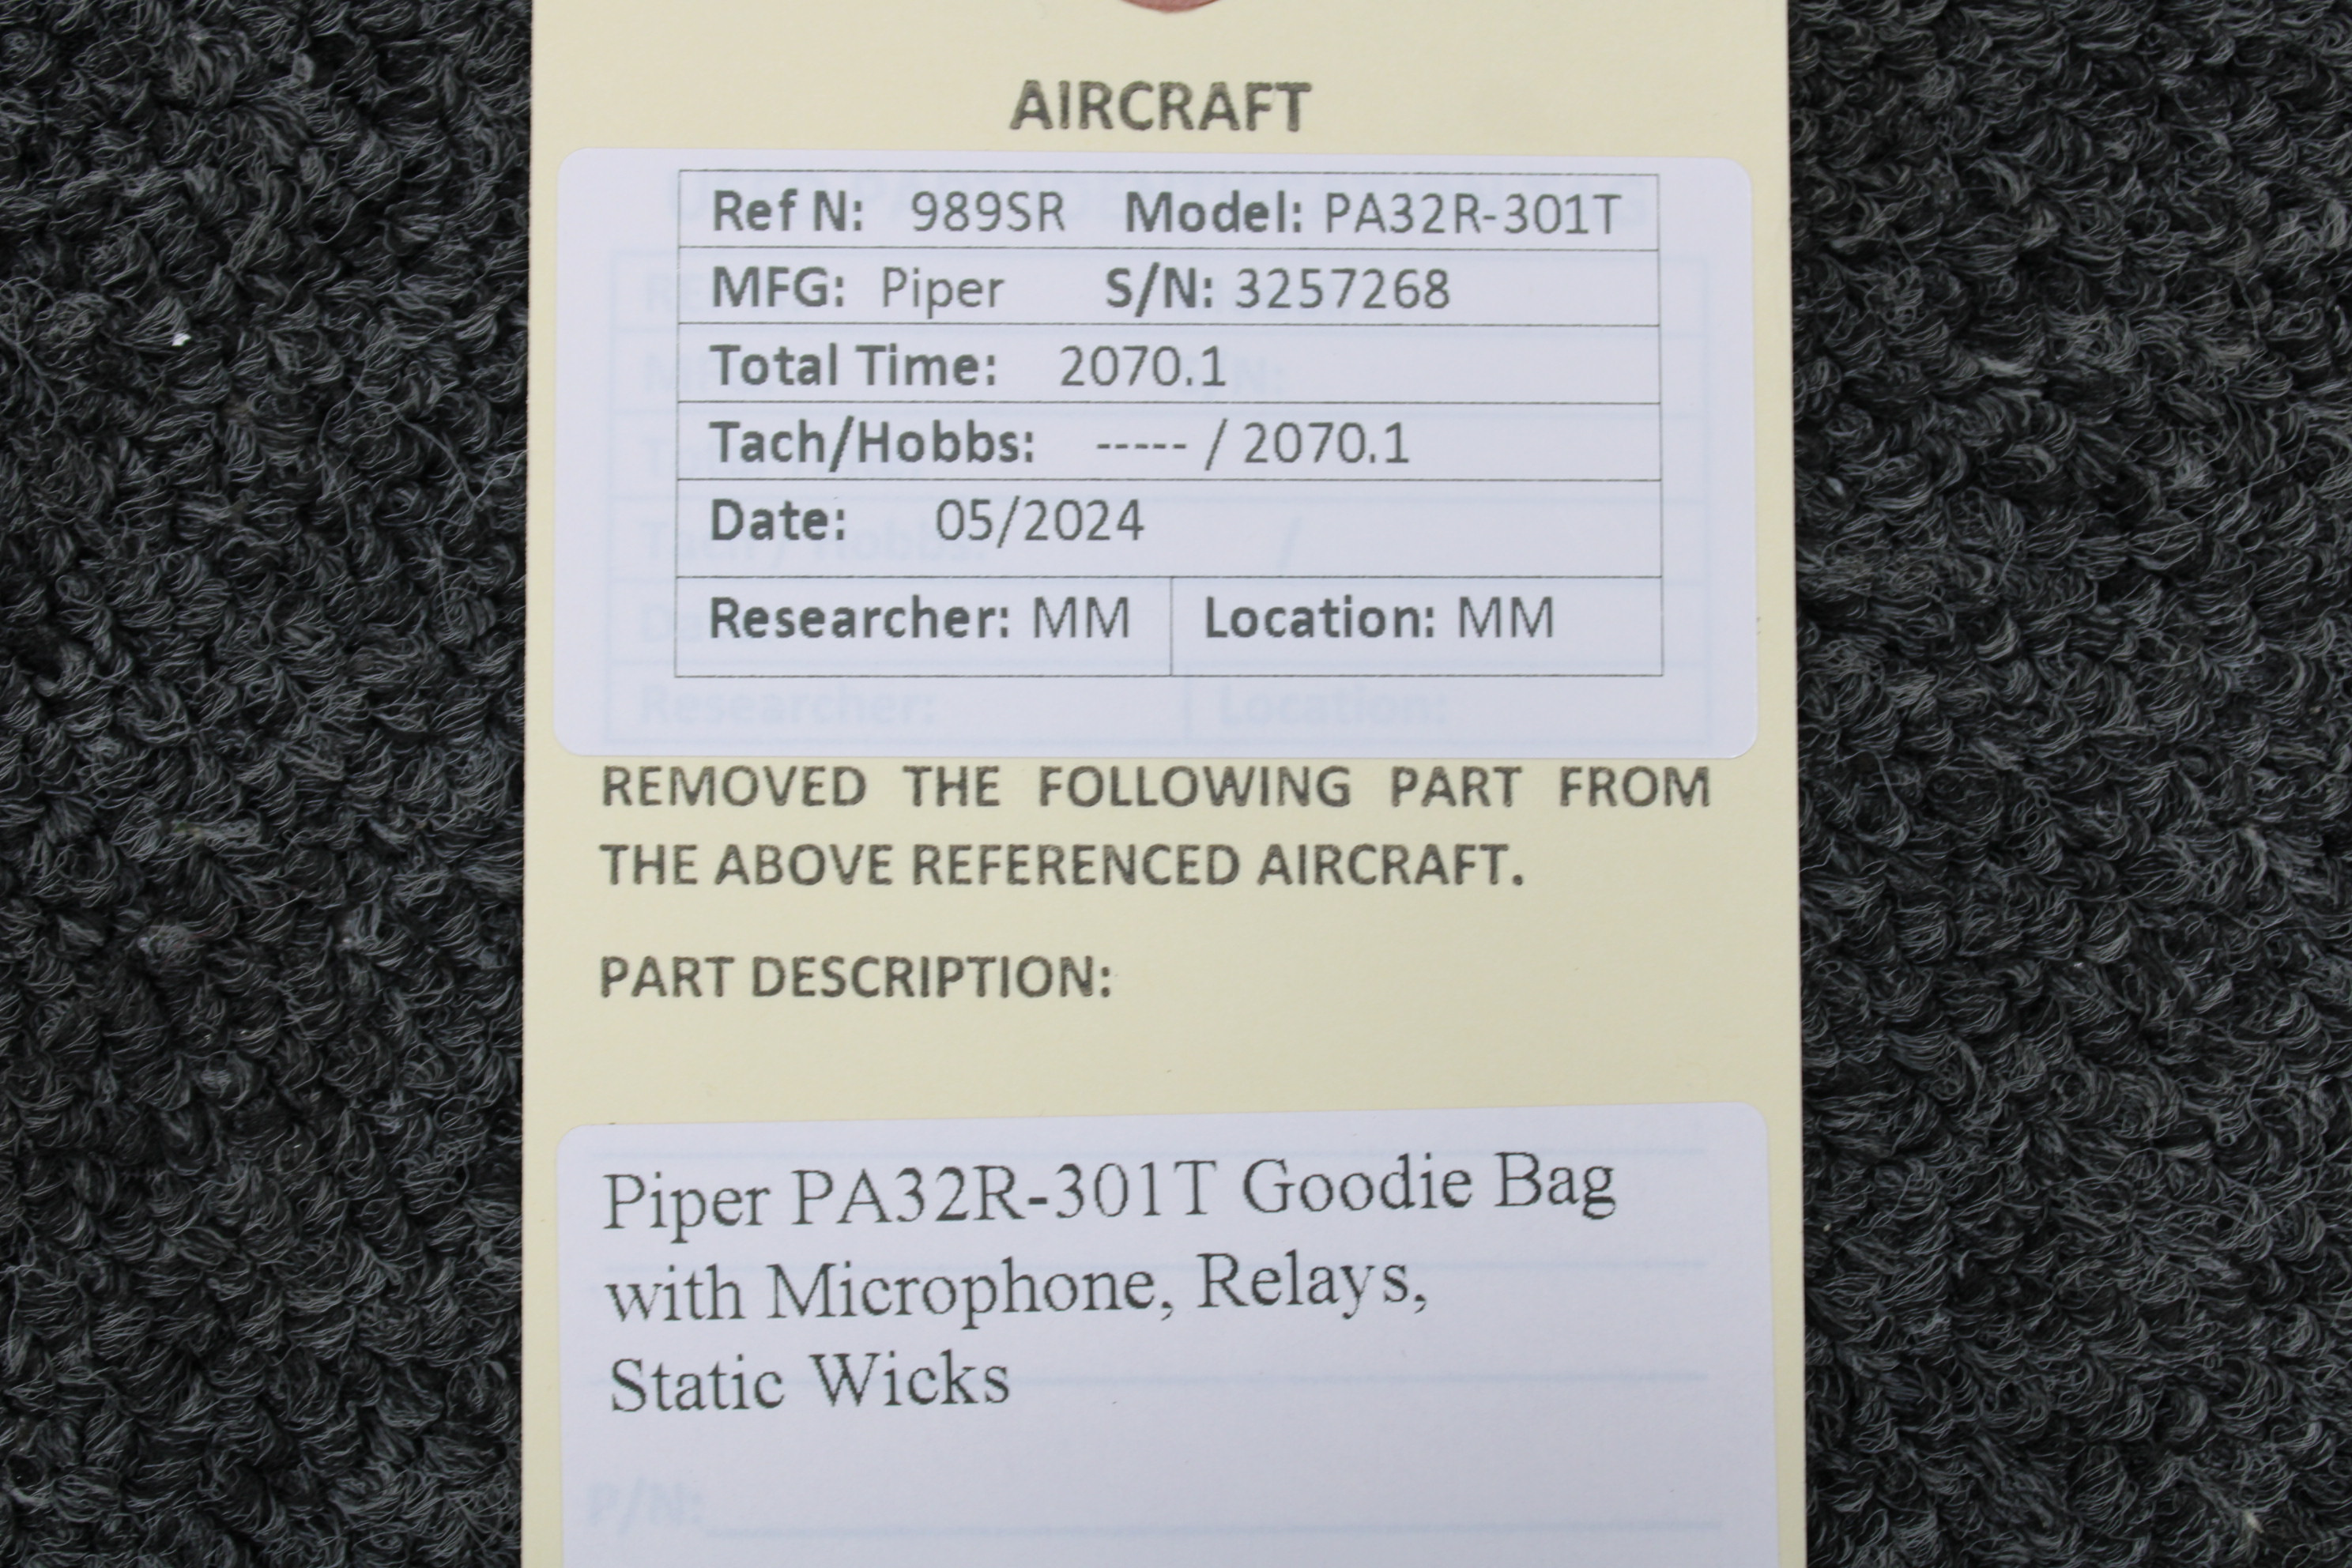 AIRCRAFT
Ref N: 989SR Model: PA32R-301T
MFG: Piper S/N: 3257268
Total Time: 2070.1
Tach/Hobbs: ----- / 2070.1
Date: 05/2024
Researcher: MM Location: MM
Researcher: Location:
REMOVED THE FOLLOWING PART FROM
THE ABOVE REFERENCED AIRCRAFT.
PART DESCRIPTION:
Piper PA32R-301T Goodie Bag
with Microphone, Relays,
Static Wicks
P/N: